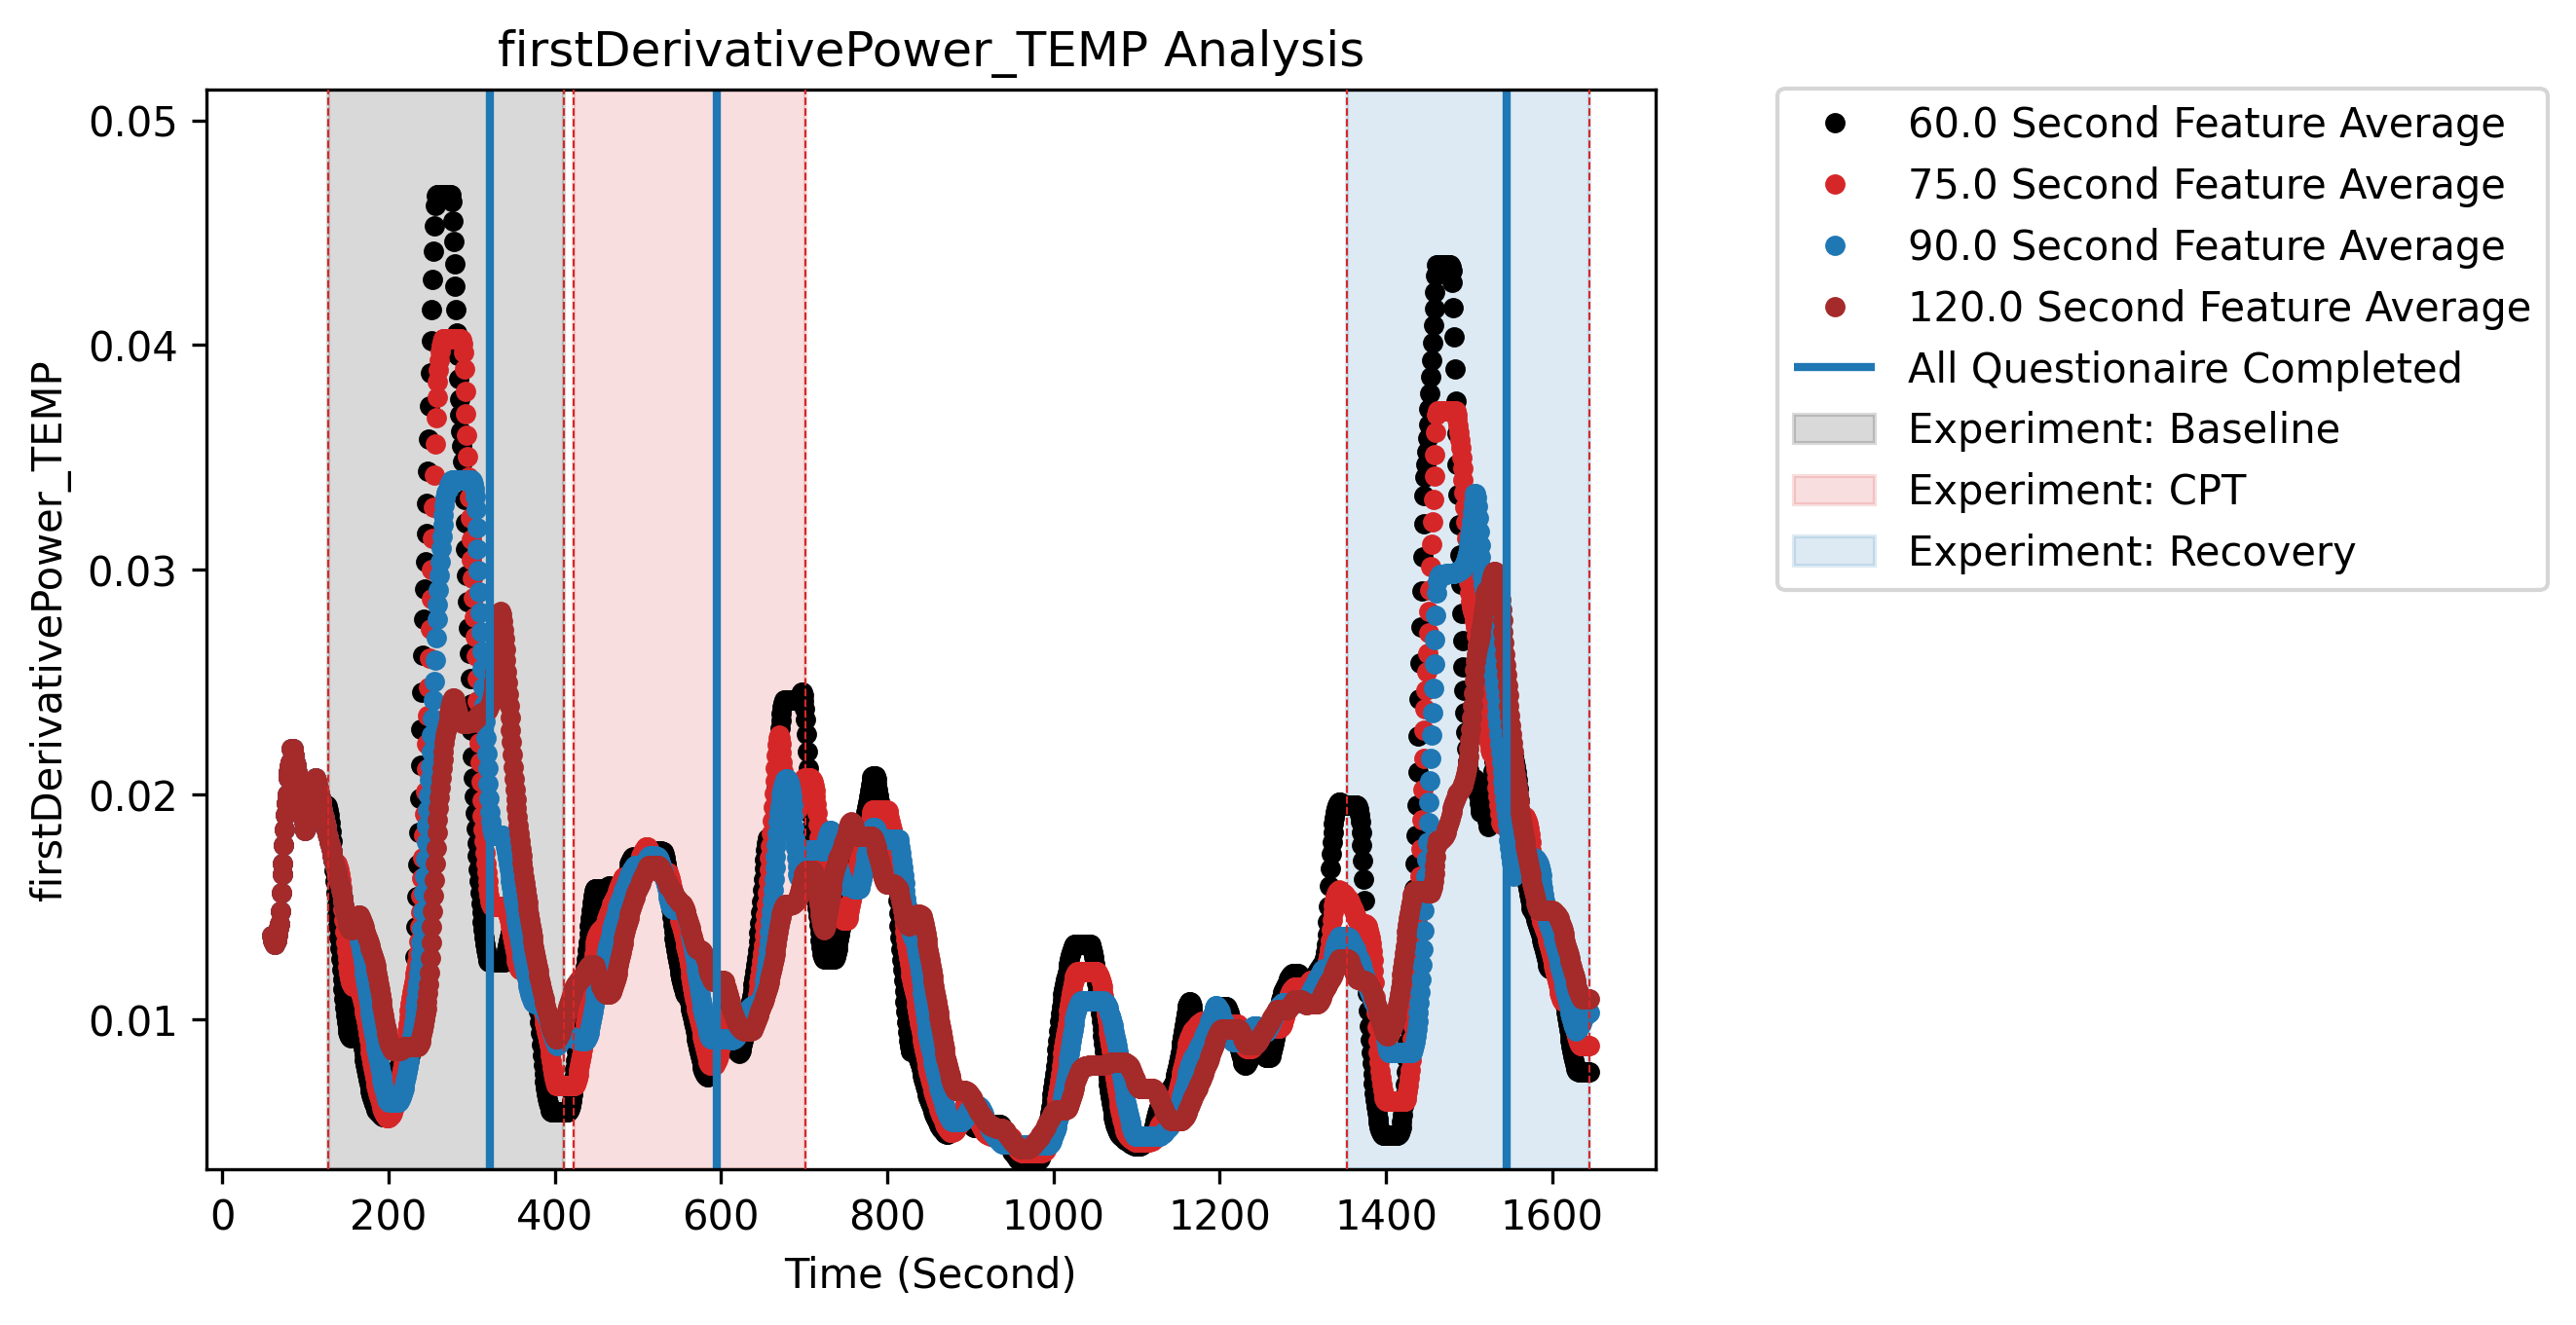 firstDerivativePower_TEMP Analysis
firstDerivativePower_TEMP
0.05
0.04
0.03
0.02
0.01
0 200 400 600 800 1000 1200 1400 1600
Time (Second)
60.0 Second Feature Average
75.0 Second Feature Average
90.0 Second Feature Average
120.0 Second Feature Average
All Questionaire Completed
Experiment: Baseline
Experiment: CPT
Experiment: Recovery